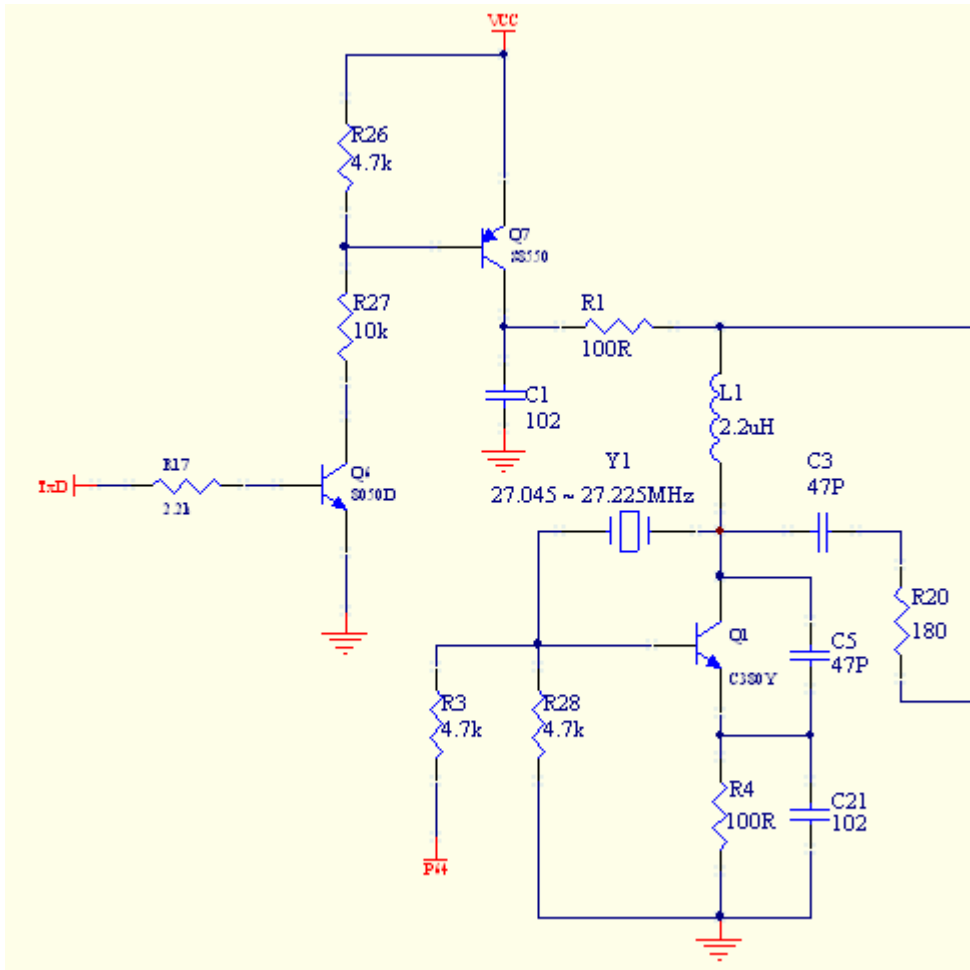 VCC
R26
4.7k
Q7
S8550
R27
10k
R1
100R
C1
102
L1
2.2uH
R17
2.2k
TxD
Q6
8050D
Y1
27.045 ~ 27.225MHz
C3
47P
R20
180
Q1
C380Y
C5
47P
R3
4.7k
R28
4.7k
R4
100R
C21
102